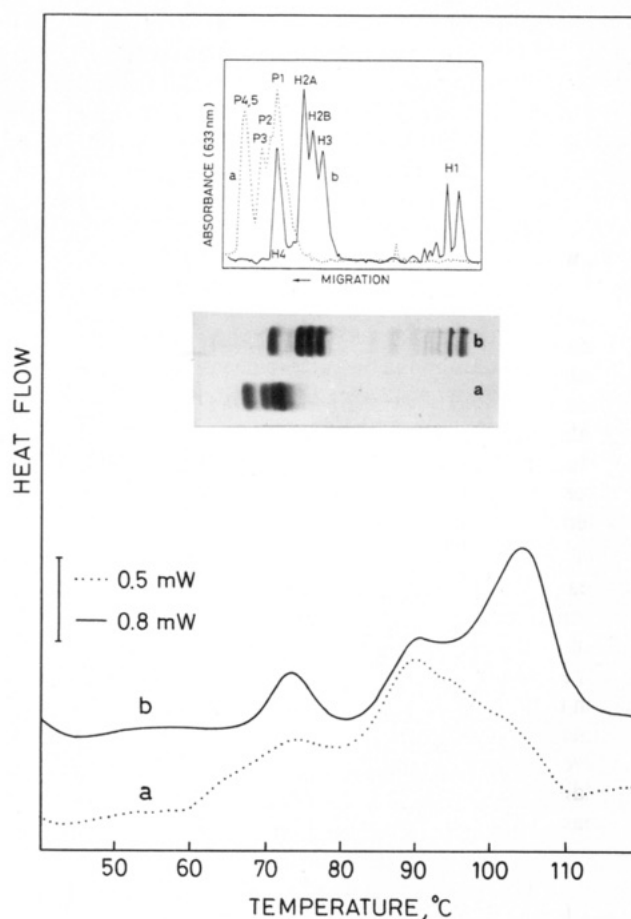 P4,5
P3
P2
P1
H2A
H2B
H3
H1
a
b
H4
ABSORBANCE (633 nm)
← MIGRATION
b
a
HEAT FLOW
0.5 mW
0.8 mW
b
a
50 60 70 80 90 100 110
TEMPERATURE, °C